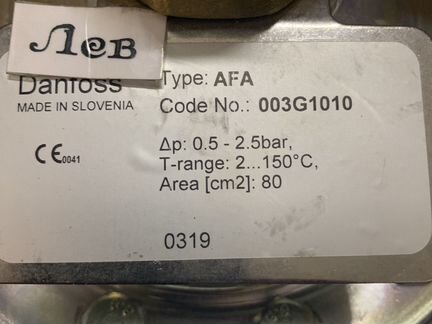 Лев
Danfoss
MADE IN SLOVENIA
CE0041
Type: AFA
Code No.: 003G1010
Δp: 0.5 - 2.5bar,
T-range: 2...150°C,
Area [cm2]: 80
0319